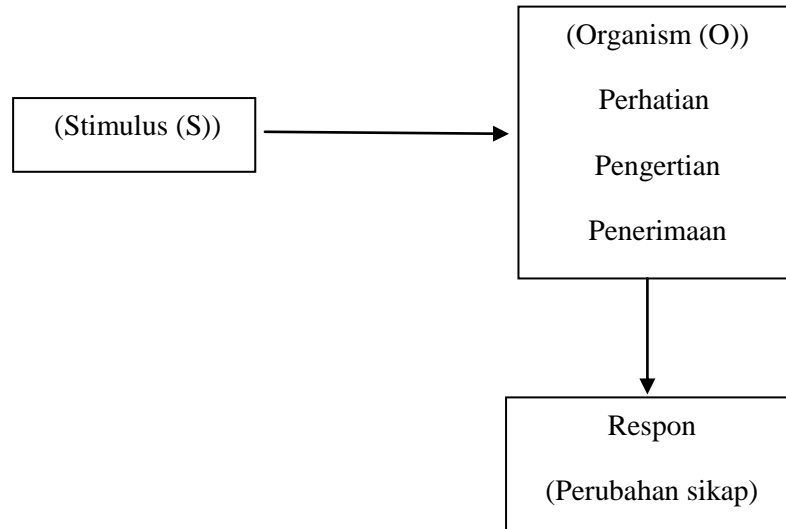 (Stimulus (S))
(Organism (O))
Perhatian
Pengertian
Penerimaan
Respon
(Perubahan sikap)